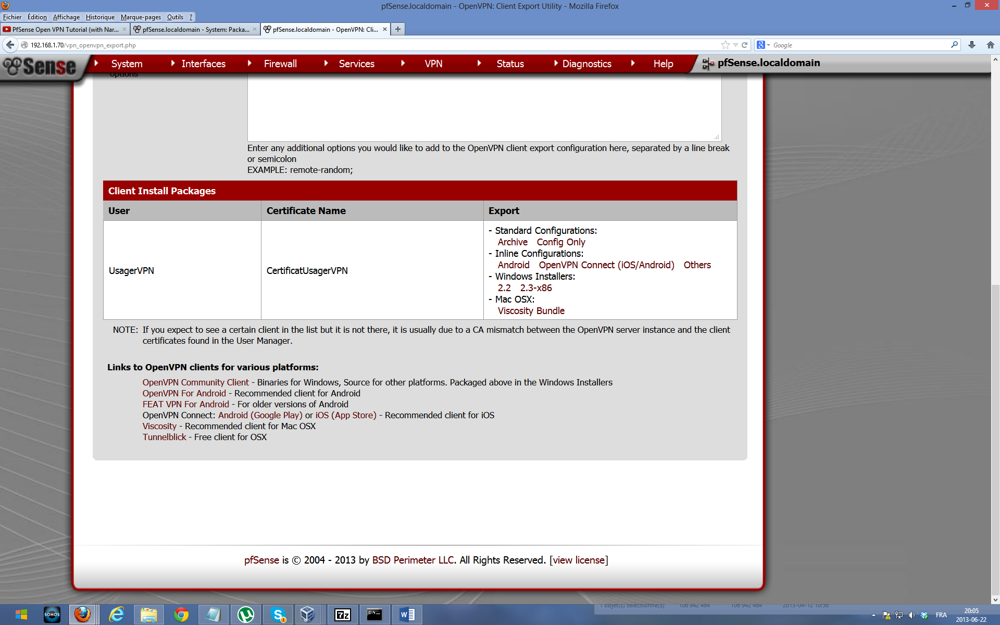 pfSense.localdomain - OpenVPN: Client Export Utility - Mozilla Firefox
Fichier Édition Affichage Historique Marque-pages Outils ?
PfSense Open VPN Tutorial (with Nar...
pfSense.localdomain - System: Packa...
pfSense.localdomain - OpenVPN: Cli...
192.168.1.70/vpn_openvpn_export.php
Google
Sense
System Interfaces Firewall Services VPN Status Diagnostics Help
pfSense.localdomain
options
Enter any additional options you would like to add to the OpenVPN client export configuration here, separated by a line break
or semicolon
EXAMPLE: remote-random;
Client Install Packages
User Certificate Name Export
UsagerVPN
CertificatUsagerVPN
- Standard Configurations:
Archive Config Only
- Inline Configurations:
Android OpenVPN Connect (iOS/Android) Others
- Windows Installers:
2.2 2.3-x86
- Mac OSX:
Viscosity Bundle
NOTE: If you expect to see a certain client in the list but it is not there, it is usually due to a CA mismatch between the OpenVPN server instance and the client
certificates found in the User Manager.
Links to OpenVPN clients for various platforms:
OpenVPN Community Client - Binaries for Windows, Source for other platforms. Packaged above in the Windows Installers
OpenVPN For Android - Recommended client for Android
FEAT VPN For Android - For older versions of Android
OpenVPN Connect: Android (Google Play) or iOS (App Store) - Recommended client for iOS
Viscosity - Recommended client for Mac OSX
Tunnelblick - Free client for OSX
pfSense is © 2004 - 2013 by BSD Perimeter LLC. All Rights Reserved. [view license]
1 objet(s) sélectionné(s) 106 942 464 106 942 464 2013-04-12 10:56
SONOS
1
7z
C:\_
W
FRA
20:05
2013-06-22